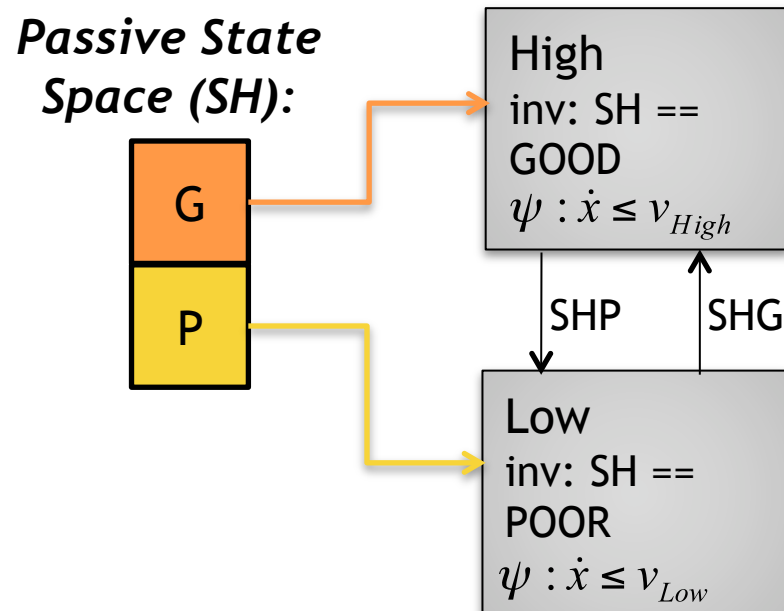 Passive State
Space (SH):
G
P
High
inv: SH ==
GOOD
ψ : ẋ ≤ v_High
SHP
SHG
Low
inv: SH ==
POOR
ψ : ẋ ≤ v_Low